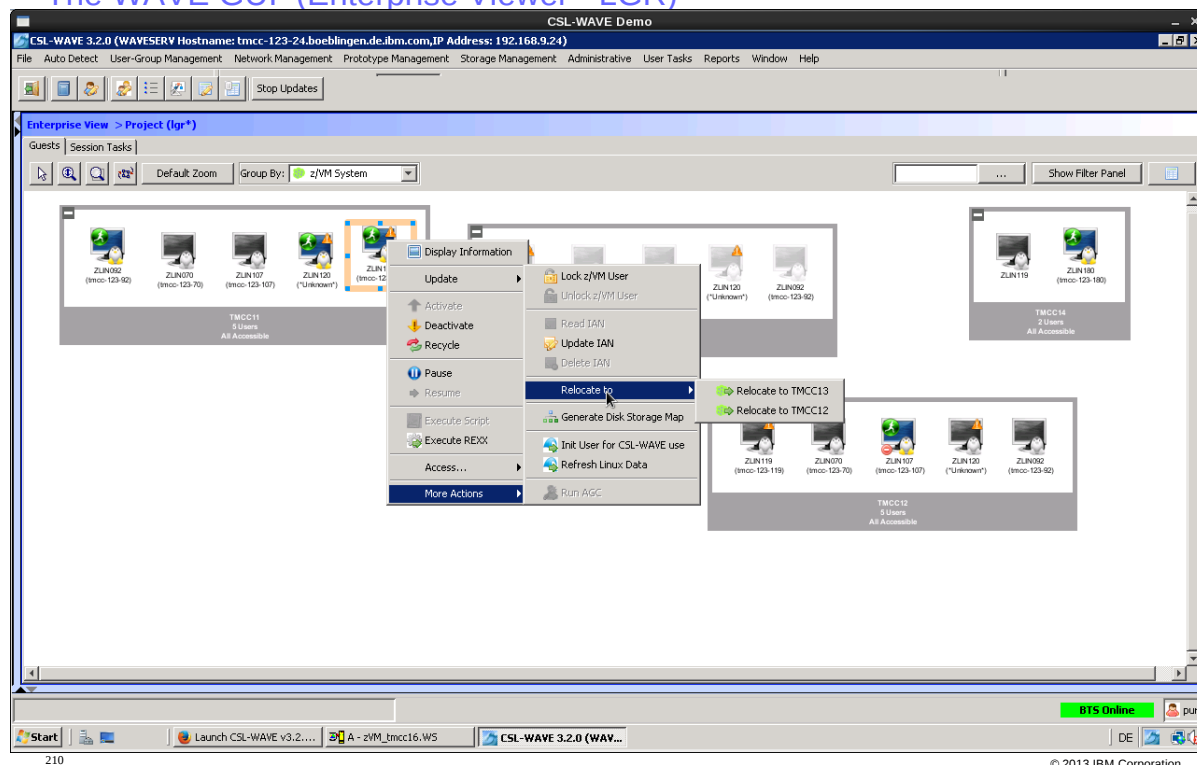 The WAVE GUI (Enterprise Viewer - LGR)
CSL-WAVE Demo
CSL-WAVE 3.2.0 (WAVESERV Hostname: tmcc-123-24.boeblingen.de.ibm.com,IP Address: 192.168.9.24)
File Auto Detect User-Group Management Network Management Prototype Management Storage Management Administrative User Tasks Reports Window Help
Stop Updates
Enterprise View > Project (lgr*)
Guests Session Tasks
Default Zoom Group By: z/VM System ... Show Filter Panel
ZLIN092
(tmcc-123-92)
ZLIN070
(tmcc-123-70)
ZLIN107
(tmcc-123-107)
ZLIN120
("Unknown")
ZLIN1
(tmcc-12
TMCC11
5 Users
All Accessible
Display Information
Update
Activate
Deactivate
Recycle
Pause
Resume
Execute Script
Execute REXX
Access...
More Actions
Lock z/VM User
Unlock z/VM User
Read IAN
Update IAN
Delete IAN
Relocate to
Generate Disk Storage Map
Init User for CSL-WAVE use
Refresh Linux Data
Run AGC
Relocate to TMCC13
Relocate to TMCC12
ZLIN120
("Unknown")
ZLIN092
(tmcc-123-92)
ZLIN119
ZLIN180
(tmcc-123-180)
TMCC14
2 Users
All Accessible
ZLIN119
(tmcc-123-119)
ZLIN070
(tmcc-123-70)
ZLIN107
(tmcc-123-107)
ZLIN120
("Unknown")
ZLIN092
(tmcc-123-92)
TMCC12
5 Users
All Accessible
BTS Online pur
Start Launch CSL-WAVE v3.2.... A - zVM_tmcc16.WS CSL-WAVE 3.2.0 (WAV... DE
210
© 2013 IBM Corporation